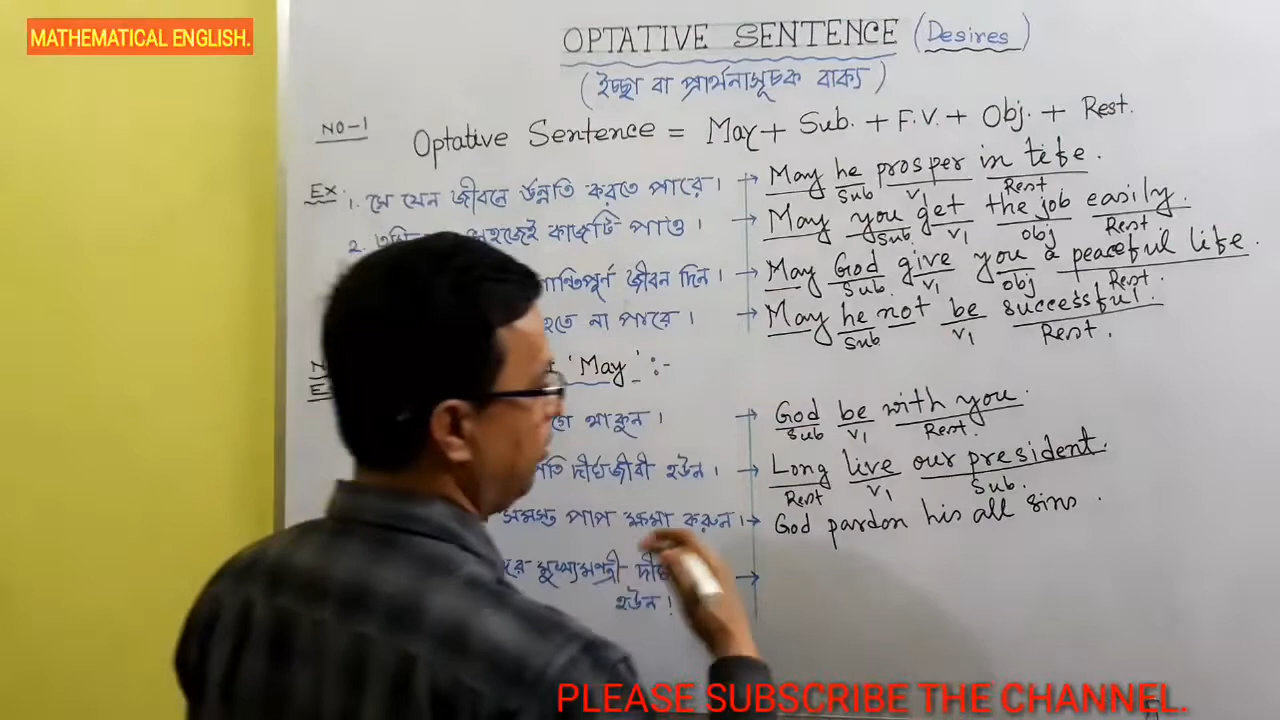 MATHEMATICAL ENGLISH.
OPTATIVE SENTENCE (Desires)
(ইচ্ছা বা প্রার্থনাসূচক বাক্য)
NO-1
Optative Sentence = May + Sub. + F.V. + Obj. + Rest.
Ex.
1. সে যেন জীবনে উন্নতি করতে পারে। → May he prosper in life.
Sub V1 Rest
2. সহজেই কাজটি পাও। → May you get the job easily.
Sub. V1 obj Rest
শান্তিপূর্ণ জীবন দিন। → May God give you a peaceful life.
Sub. V1 obj Rest.
হতে না পারে। → May he not be successful.
Sub V1 Rest.
'May' :-
থাকুন। → God be with you.
Sub V1 Rest.
দীর্ঘজীবী হউন। → Long live our president.
Rest V1 Sub.
সমস্ত পাপ ক্ষমা করুন। → God pardon his all sins.
মুখ্যমন্ত্রী →
হউন।
PLEASE SUBSCRIBE THE CHANNEL.